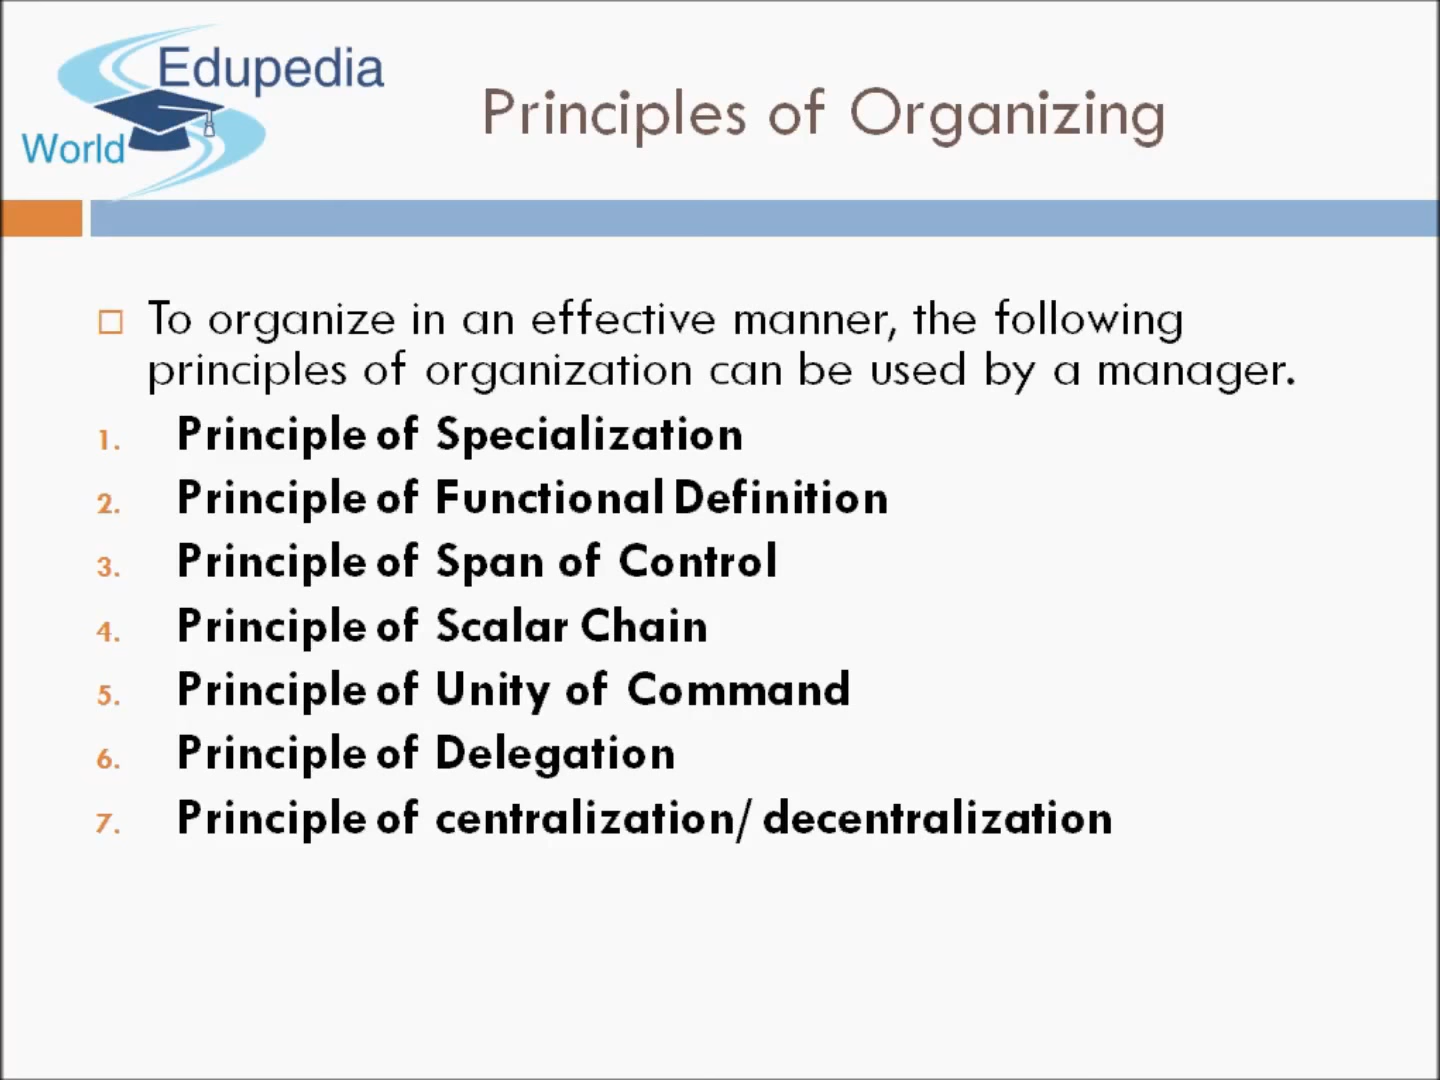 Edupedia
World
Principles of Organizing
To organize in an effective manner, the following
principles of organization can be used by a manager.
1. Principle of Specialization
2. Principle of Functional Definition
3. Principle of Span of Control
4. Principle of Scalar Chain
5. Principle of Unity of Command
6. Principle of Delegation
7. Principle of centralization/ decentralization